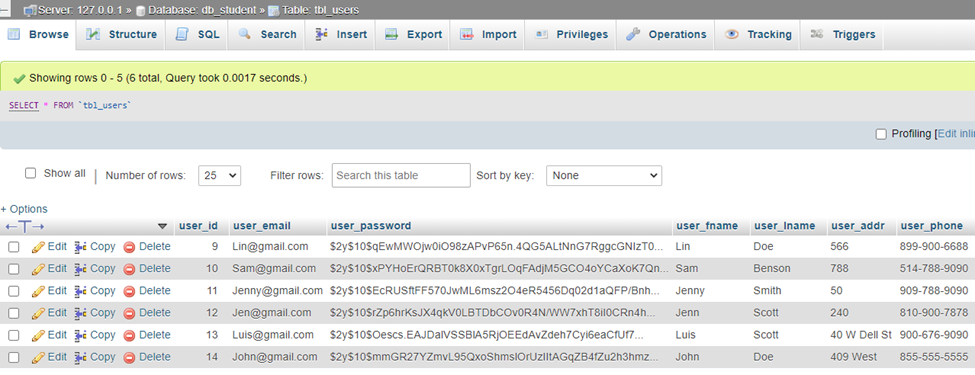 Server: 127.0.0.1 » Database: db_student » Table: tbl_users
Browse Structure SQL Search Insert Export Import Privileges Operations Tracking Triggers
Showing rows 0 - 5 (6 total, Query took 0.0017 seconds.)
SELECT * FROM `tbl_users`
Profiling [Edit inli
Show all | Number of rows: 25 Filter rows: Search this table Sort by key: None
+ Options
←T→ user_id user_email user_password user_fname user_lname user_addr user_phone
Edit Copy Delete 9 Lin@gmail.com $2y$10$qEwMWOjw0iO98zAPvP65n.4QG5ALtNnG7RggcGNIzT0... Lin Doe 566 899-900-6688
Edit Copy Delete 10 Sam@gmail.com $2y$10$xPYHoErQRBT0k8X0xTgrLOqFAdjM5GCO4oYCaXoK7Qn... Sam Benson 788 514-788-9090
Edit Copy Delete 11 Jenny@gmail.com $2y$10$EcRUSftFF570JwML6msz2O4eR5456Dq02d1aQFP/Bnh... Jenny Smith 50 909-788-9090
Edit Copy Delete 12 Jen@gmail.com $2y$10$rZp6hrKsJX4qkV0LBTDbCOv0R4N/WW7xhT8iI0CRn4h... Jenn Scott 240 810-900-7878
Edit Copy Delete 13 Luis@gmail.com $2y$10$Oescs.EAJDalVSSBlA5RjOEEdAvZdeh7Cyi6eaCfUf7... Luis Scott 40 W Dell St 900-676-9090
Edit Copy Delete 14 John@gmail.com $2y$10$mmGR27YZmvL95QxoShmsIOrUzIItAGqZB4fZu2h3hmz... John Doe 409 West 855-555-5555